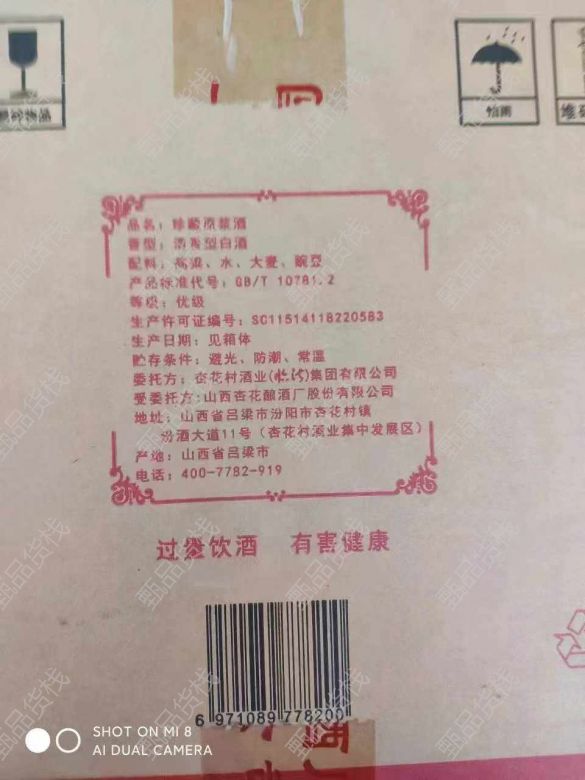 怕雨
品名：珍藏原浆酒
香型：清香型白酒
配料：高粱、水、大麦、豌豆
产品标准代号：GB/T 10781.2
等级：优级
生产许可证编号：SC11514118220583
生产日期：见箱体
贮存条件：避光、防潮、常温
委托方：杏花村酒业(临汾)集团有限公司
受委托方：山西杏花酿酒厂股份有限公司
地址：山西省吕梁市汾阳市杏花村镇
汾酒大道11号（杏花村酒业集中发展区）
产地：山西省吕梁市
电话：400-7782-919
过量饮酒 有害健康
6 971089 778200
SHOT ON MI 8
AI DUAL CAMERA
甄品货栈